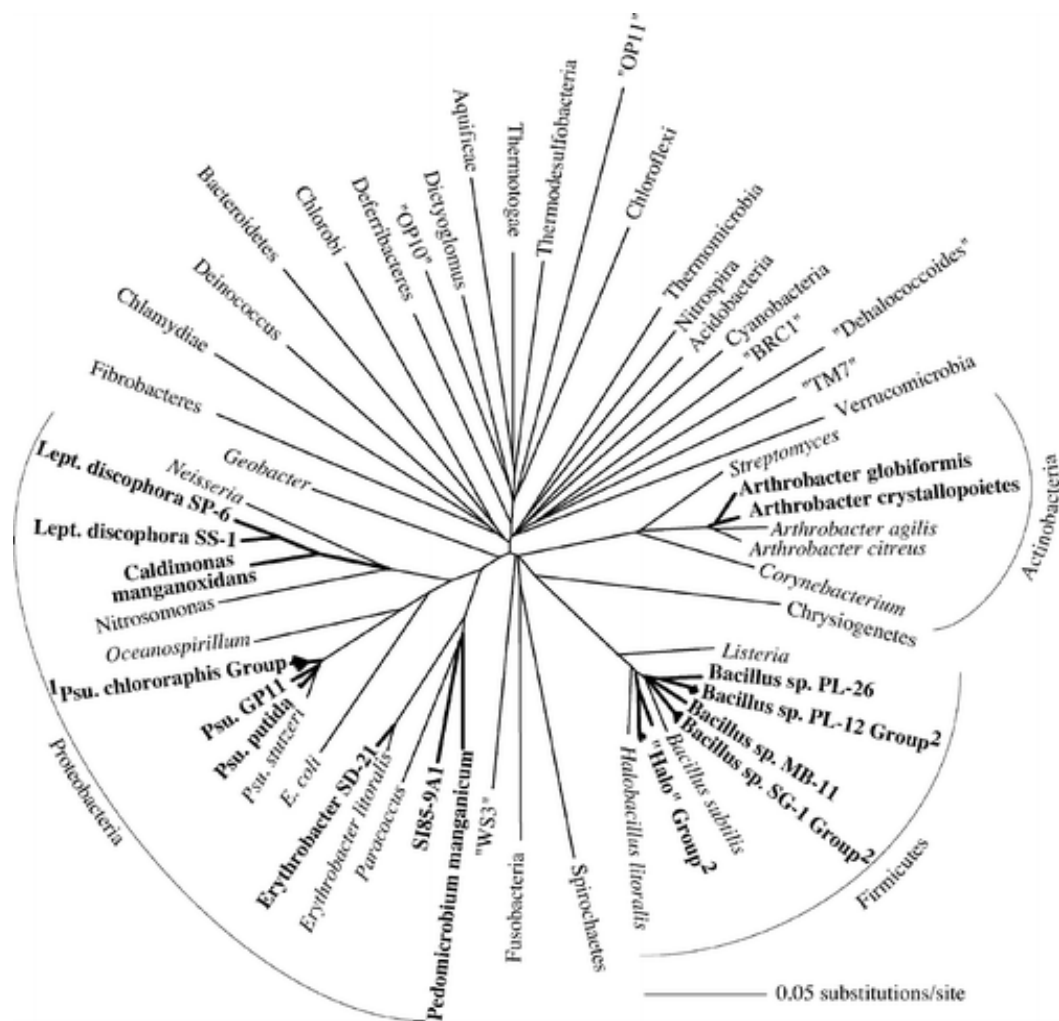 "OP11"
Aquificae
Thermotogae
Thermodesulfobacteria
Chloroflexi
Dictyoglomus
"OP10"
Deferribacteres
Chlorobi
Bacteroidetes
Deinococcus
Chlamydiae
Fibrobacteres
Thermomicrobia
Nitrospira
Acidobacteria
Cyanobacteria
"BRC1"
"Dehalococcoides"
"TM7"
Verrucomicrobia
Geobacter
Neisseria
Lept. discophora SP-6
Lept. discophora SS-1
Caldimonas
manganoxidans
Nitrosomonas
Oceanospirillum
1Psu. chlororaphis Group
Psu. GP11
Psu. putida
Psu. stutzeri
E. coli
Erythrobacter SD-21
Erythrobacter litoralis
Paracoccus
SI85-9A1
Pedomicrobium manganicum
Proteobacteria
"WS3"
Fusobacteria
Spirochaetes
Streptomyces
Arthrobacter globiformis
Arthrobacter crystallopoietes
Arthrobacter agilis
Arthrobacter citreus
Corynebacterium
Actinobacteria
Chrysiogenetes
Listeria
Bacillus sp. PL-26
Bacillus sp. PL-12 Group2
Bacillus sp. MB-11
Bacillus sp. SG-1 Group2
Bacillus subtilis
"Halo" Group2
Halobacillus litoralis
Firmicutes
0.05 substitutions/site